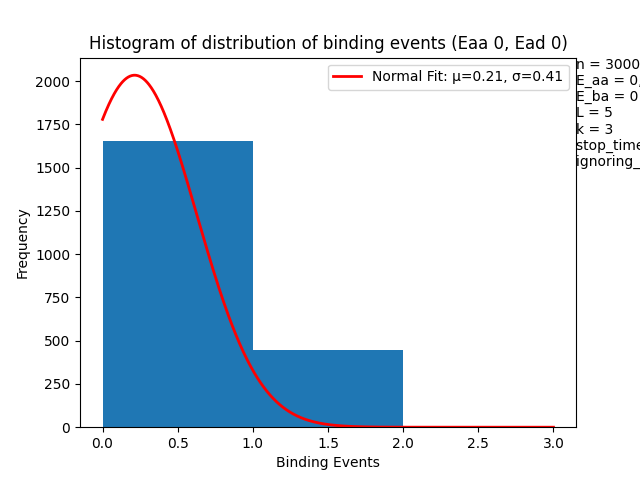 Histogram of distribution of binding events (Eaa 0, Ead 0)
Normal Fit: μ=0.21, σ=0.41
n = 3000
E_aa = 0,
E_ba = 0
L = 5
k = 3
stop_time
ignoring_
Frequency
2000
1750
1500
1250
1000
750
500
250
0
0.0 0.5 1.0 1.5 2.0 2.5 3.0
Binding Events